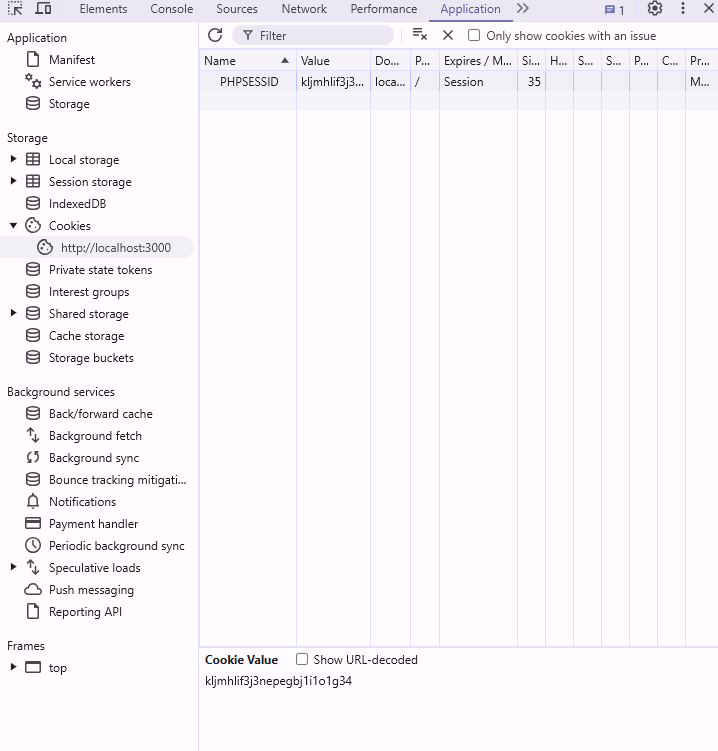 Elements Console Sources Network Performance Application 1
Application
Manifest
Service workers
Storage
Storage
Local storage
Session storage
IndexedDB
Cookies
http://localhost:3000
Private state tokens
Interest groups
Shared storage
Cache storage
Storage buckets
Background services
Back/forward cache
Background fetch
Background sync
Bounce tracking mitigati...
Notifications
Payment handler
Periodic background sync
Speculative loads
Push messaging
Reporting API
Frames
top
Filter Only show cookies with an issue
Name Value Do... P... Expires / M... Si... H... S... S... P... C... Pr...
PHPSESSID kljmhlif3j3... loca... / Session 35 M...
Cookie Value Show URL-decoded
kljmhlif3j3nepegbj1i1o1g34